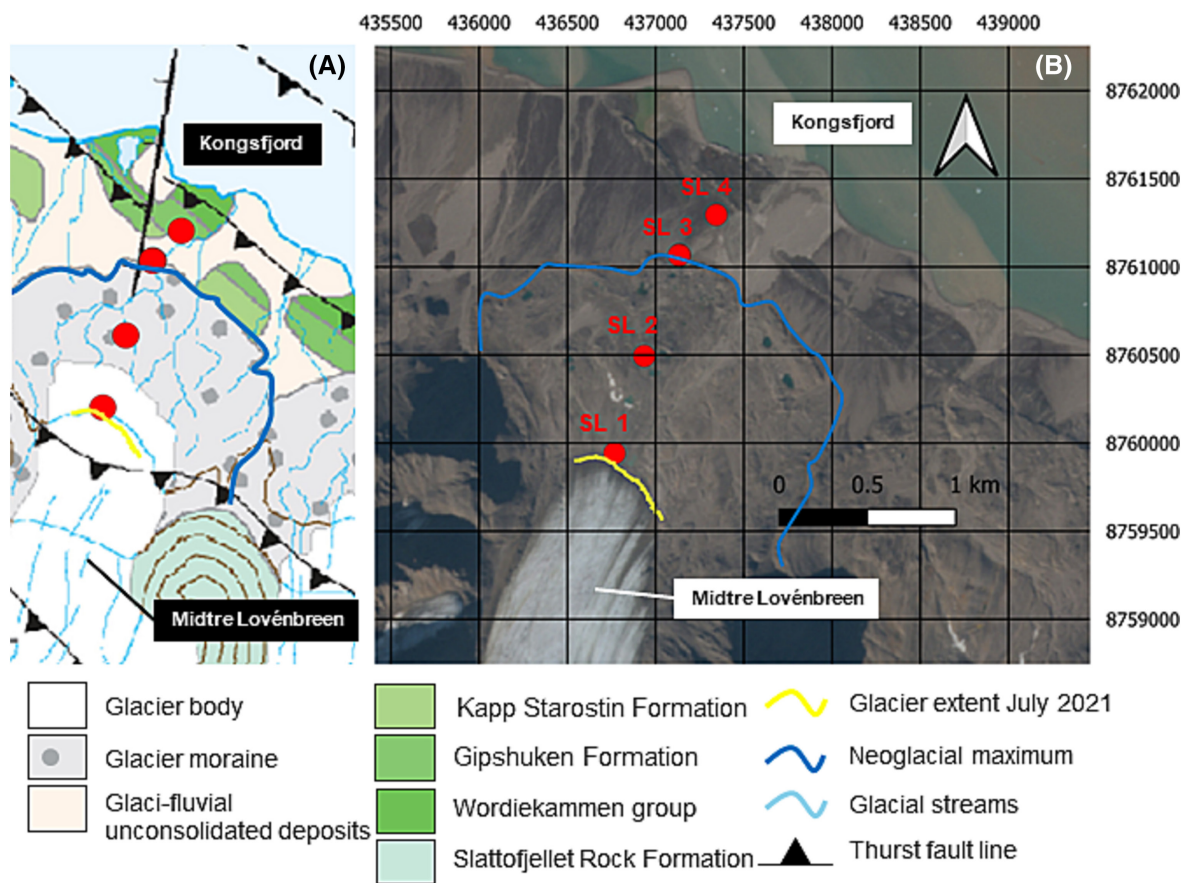 435500 436000 436500 437000 437500 438000 438500 439000
(A)
Kongsfjord
Midtre Lovénbreen
(B)
Kongsfjord
SL 4
SL 3
SL 2
SL 1
0 0.5 1 km
Midtre Lovénbreen
8762000
8761500
8761000
8760500
8760000
8759500
8759000
Glacier body
Glacier moraine
Glaci-fluvial
unconsolidated deposits
Kapp Starostin Formation
Gipshuken Formation
Wordiekammen group
Slattofjellet Rock Formation
Glacier extent July 2021
Neoglacial maximum
Glacial streams
Thurst fault line